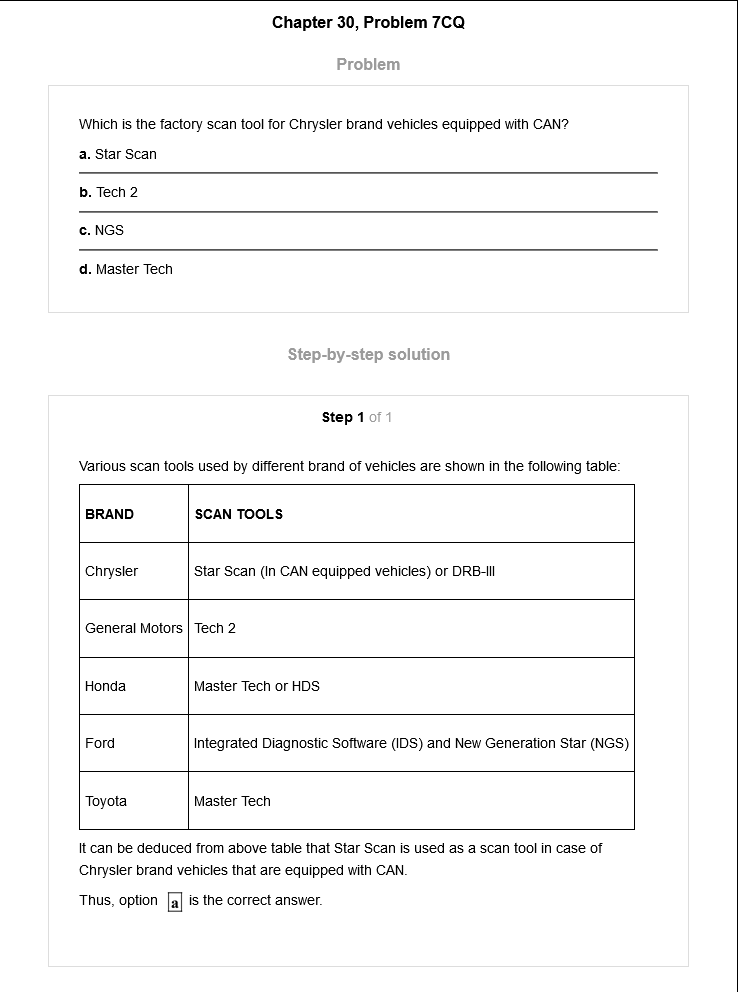 Chapter 30, Problem 7CQ
Problem
Which is the factory scan tool for Chrysler brand vehicles equipped with CAN?
a. Star Scan
b. Tech 2
c. NGS
d. Master Tech
Step-by-step solution
Step 1 of 1
Various scan tools used by different brand of vehicles are shown in the following table:
BRAND SCAN TOOLS
Chrysler Star Scan (In CAN equipped vehicles) or DRB-III
General Motors Tech 2
Honda Master Tech or HDS
Ford Integrated Diagnostic Software (IDS) and New Generation Star (NGS)
Toyota Master Tech
It can be deduced from above table that Star Scan is used as a scan tool in case of
Chrysler brand vehicles that are equipped with CAN.
Thus, option a is the correct answer.